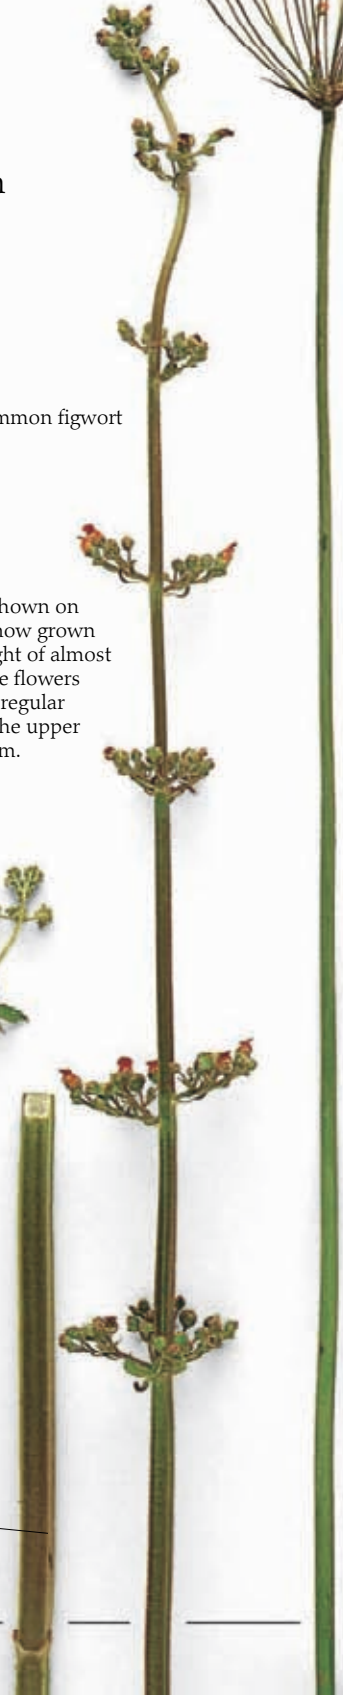 mmon figwort
hown on
now grown
ght of almost
e flowers
regular
he upper
m.